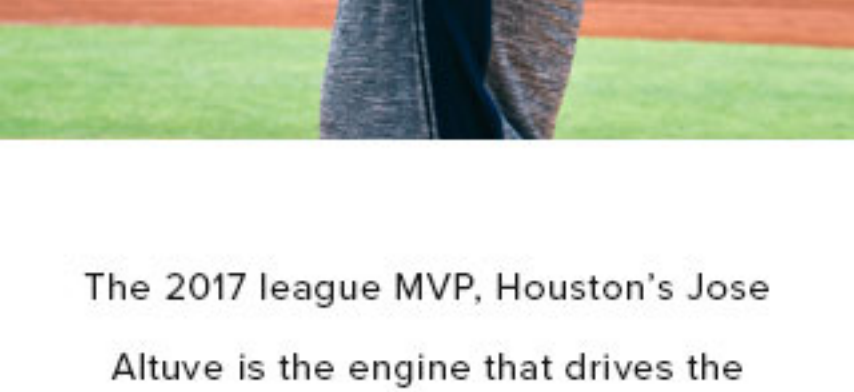 The 2017 league MVP, Houston’s Jose
Altuve is the engine that drives the